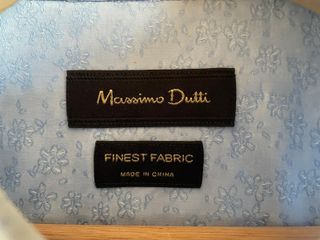 Massimo Dutti
FINEST FABRIC
MADE IN CHINA